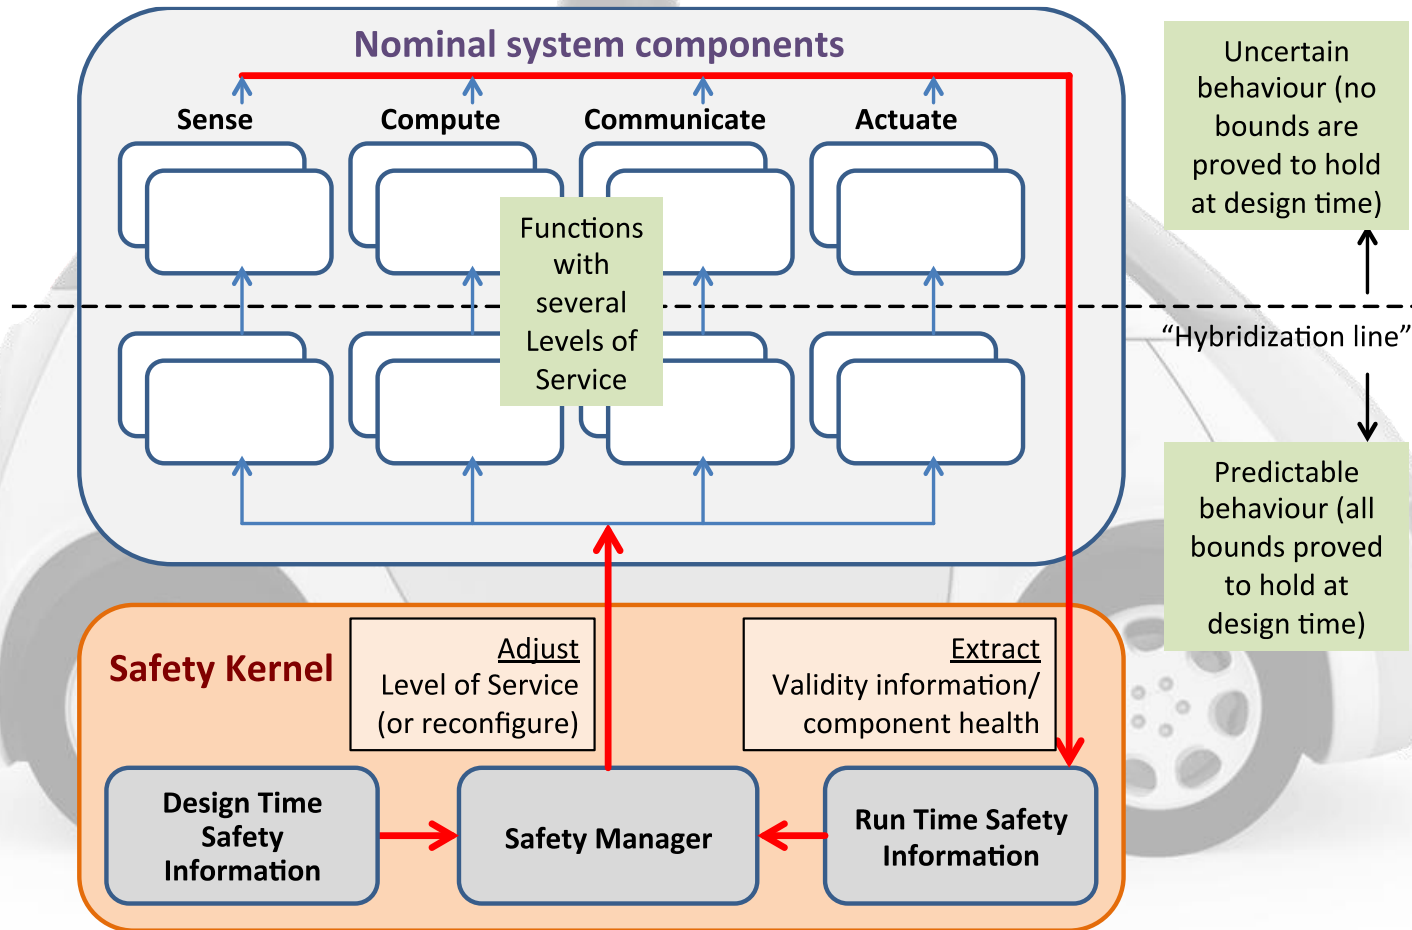 Nominal system components
Sense
Compute
Communicate
Actuate
Functions
with
several
Levels of
Service
Uncertain
behaviour (no
bounds are
proved to hold
at design time)
“Hybridization line”
Predictable
behaviour (all
bounds proved
to hold at
design time)
Safety Kernel
Adjust
Level of Service
(or reconfigure)
Extract
Validity information/
component health
Design Time
Safety
Information
Safety Manager
Run Time Safety
Information